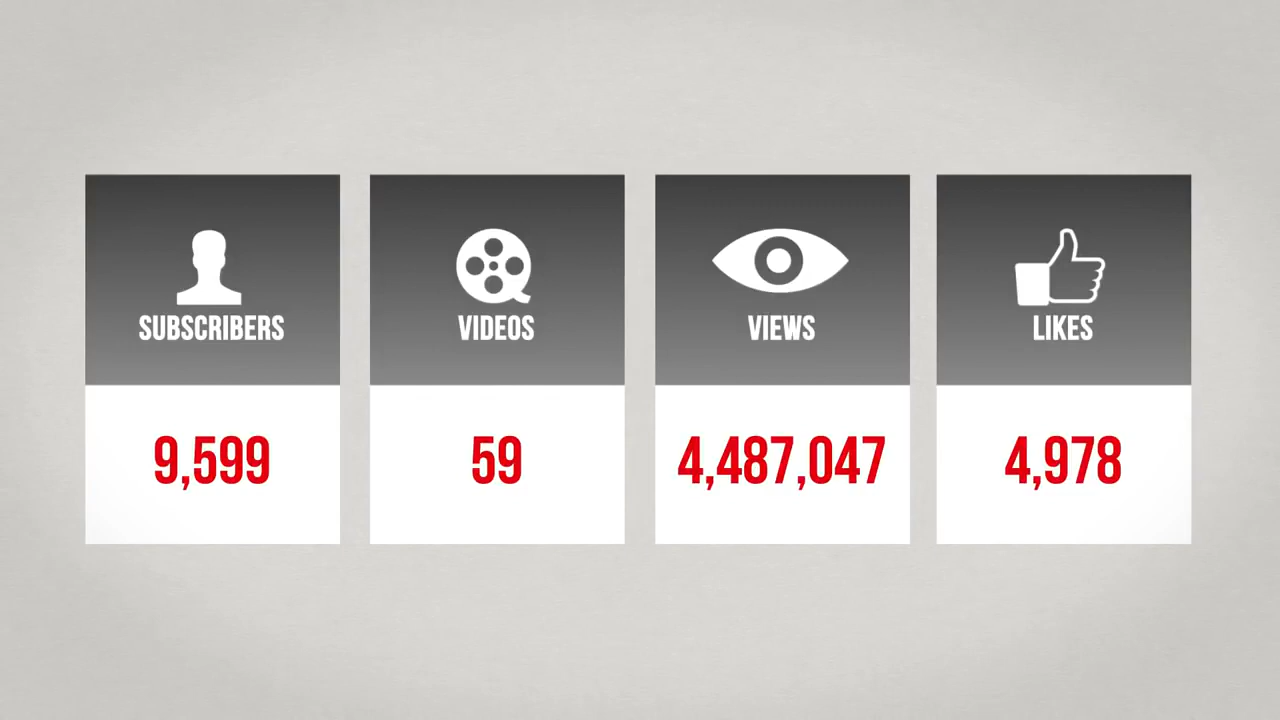 SUBSCRIBERS
VIDEOS
VIEWS
LIKES
9,599
59
4,487,047
4,978